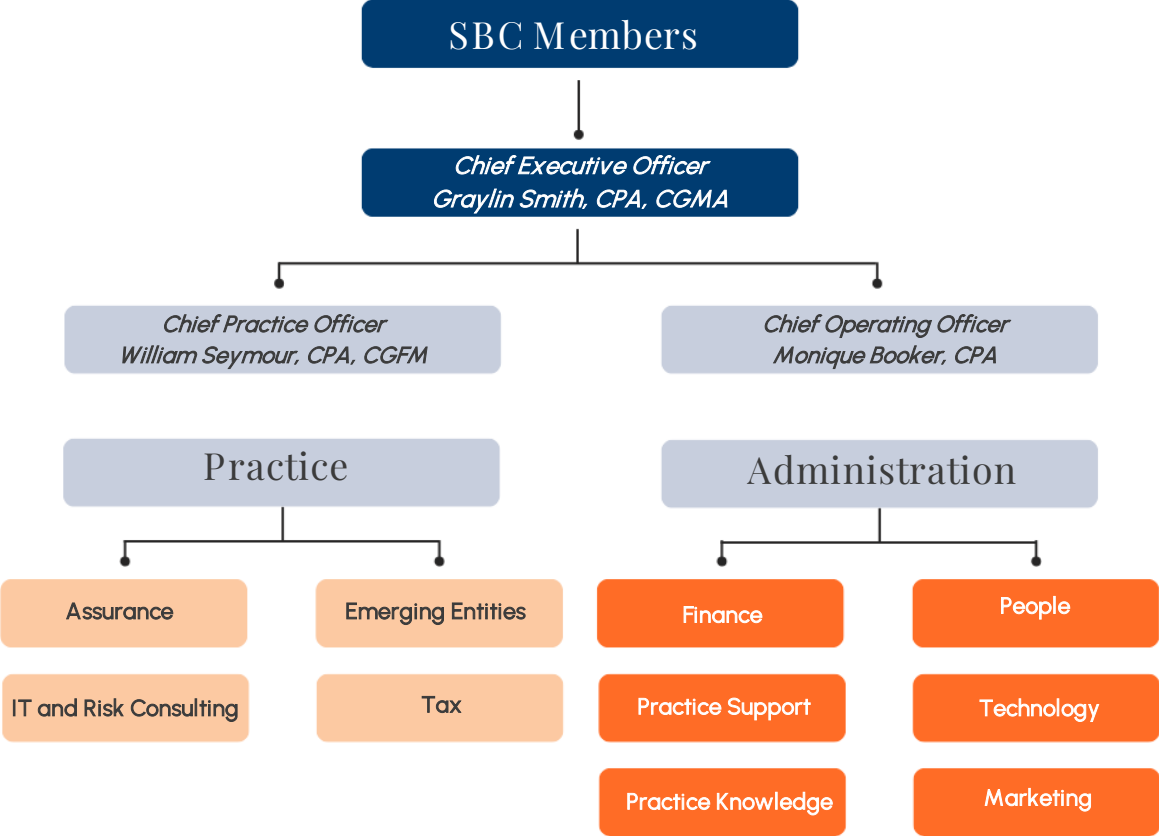 SBC Members
Chief Executive Officer
Graylin Smith, CPA, CGMA
Chief Practice Officer
William Seymour, CPA, CGFM
Chief Operating Officer
Monique Booker, CPA
Practice
Administration
Assurance
Emerging Entities
Finance
People
IT and Risk Consulting
Tax
Practice Support
Technology
Practice Knowledge
Marketing